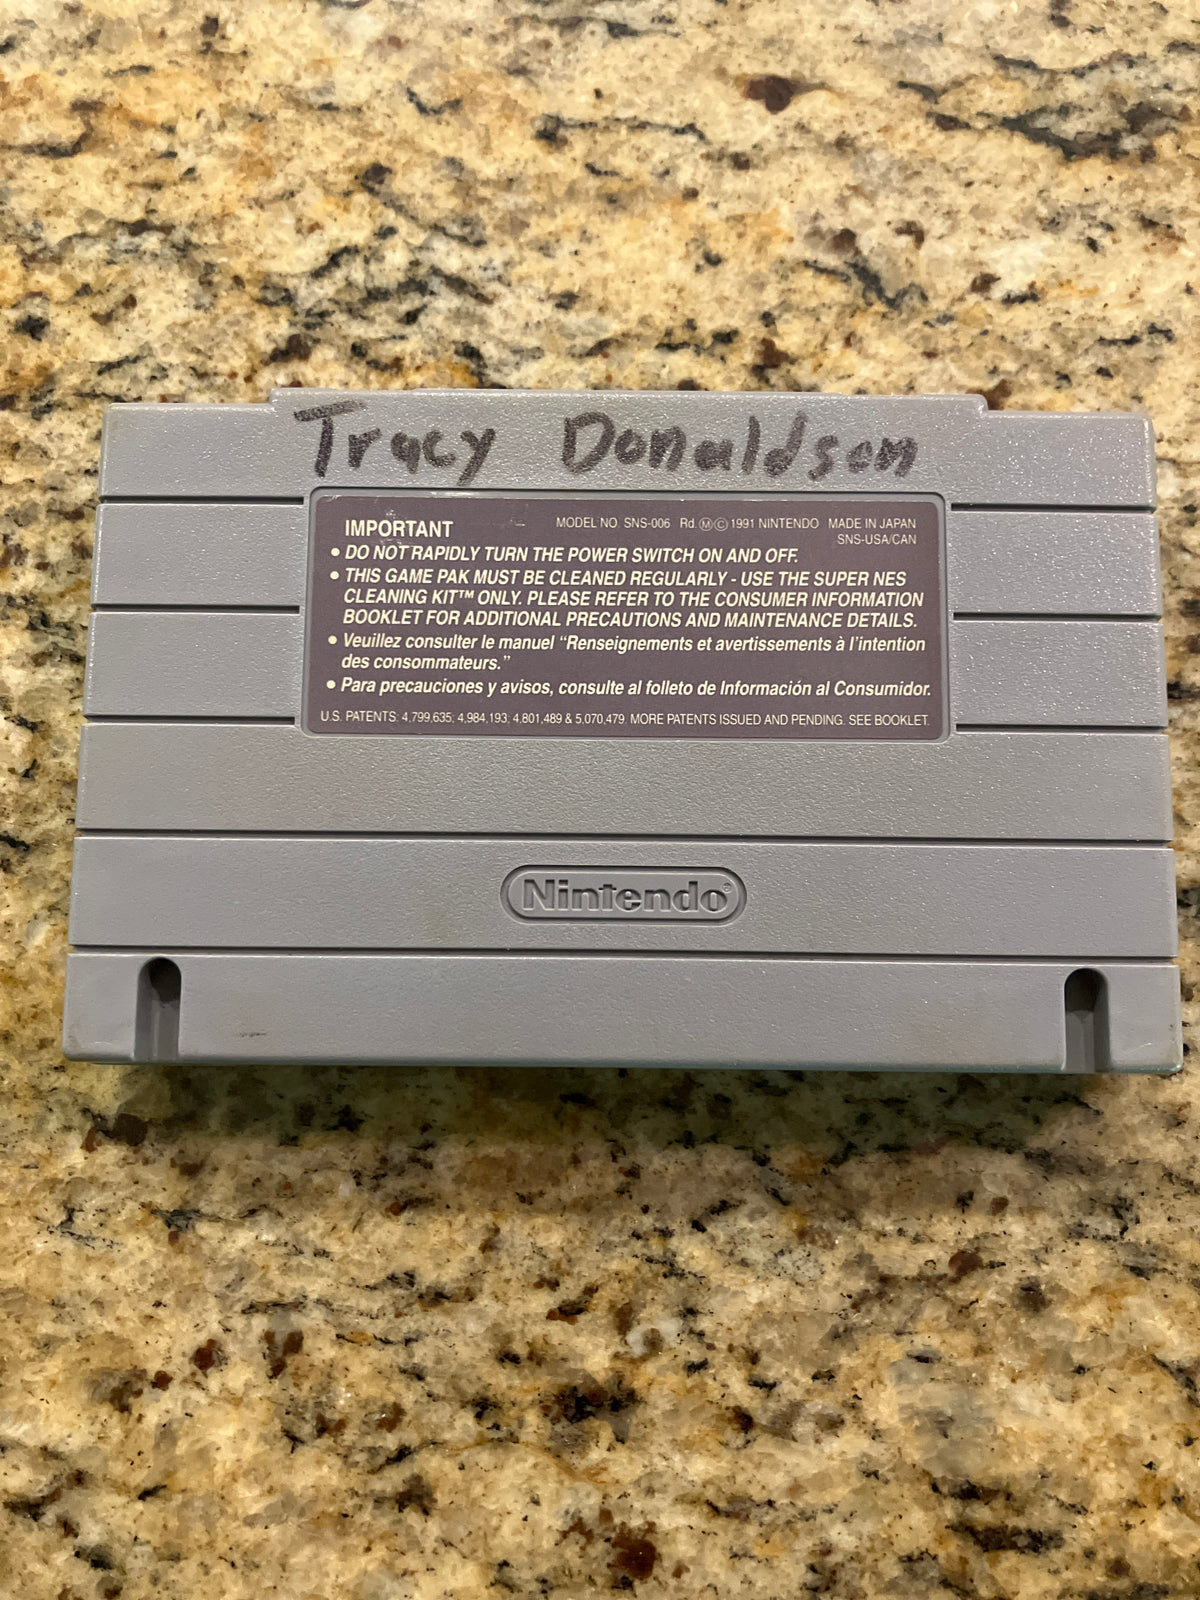 Tracy Donaldson
IMPORTANT
MODEL NO. SNS-006 Rd. Ⓜ© 1991 NINTENDO MADE IN JAPAN
SNS-USA/CAN
• DO NOT RAPIDLY TURN THE POWER SWITCH ON AND OFF.
• THIS GAME PAK MUST BE CLEANED REGULARLY - USE THE SUPER NES
CLEANING KIT™ ONLY. PLEASE REFER TO THE CONSUMER INFORMATION
BOOKLET FOR ADDITIONAL PRECAUTIONS AND MAINTENANCE DETAILS.
• Veuillez consulter le manuel “Renseignements et avertissements à l’intention
des consommateurs.”
• Para precauciones y avisos, consulte al folleto de Información al Consumidor.
U.S. PATENTS: 4,799,635; 4,984,193; 4,801,489 & 5,070,479. MORE PATENTS ISSUED AND PENDING. SEE BOOKLET.
Nintendo®